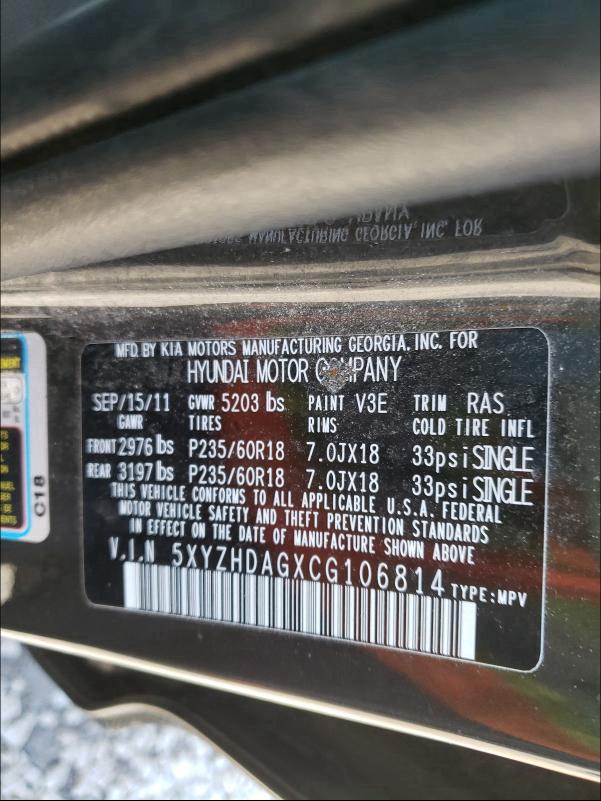 MFD. BY KIA MOTORS MANUFACTURING GEORGIA, INC. FOR
HYUNDAI MOTOR COMPANY
SEP/15/11 GVWR 5203 lbs PAINT V3E TRIM RAS
GAWR TIRES RIMS COLD TIRE INFL
FRONT 2976 lbs P235/60R18 7.0JX18 33psi SINGLE
REAR 3197 lbs P235/60R18 7.0JX18 33psi SINGLE
THIS VEHICLE CONFORMS TO ALL APPLICABLE U.S.A. FEDERAL
MOTOR VEHICLE SAFETY AND THEFT PREVENTION STANDARDS
IN EFFECT ON THE DATE OF MANUFACTURE SHOWN ABOVE
V.I.N 5XYZHDAGXCG106814 TYPE:MPV
C18